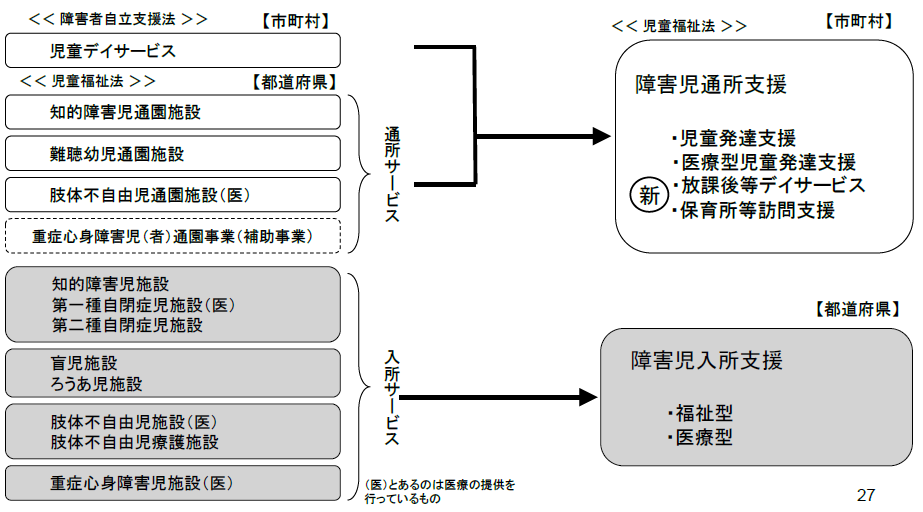 << 障害者自立支援法 >>
【市町村】
児童デイサービス
<< 児童福祉法 >>
【都道府県】
知的障害児通園施設
難聴幼児通園施設
肢体不自由児通園施設(医)
重症心身障害児(者)通園事業(補助事業)
通所サービス
知的障害児施設
第一種自閉症児施設(医)
第二種自閉症児施設
盲児施設
ろうあ児施設
肢体不自由児施設(医)
肢体不自由児療護施設
重症心身障害児施設(医)
入所サービス
(医)とあるのは医療の提供を
行っているもの
<< 児童福祉法 >>
【市町村】
障害児通所支援
・児童発達支援
・医療型児童発達支援
・放課後等デイサービス
新 ・保育所等訪問支援
【都道府県】
障害児入所支援
・福祉型
・医療型
27